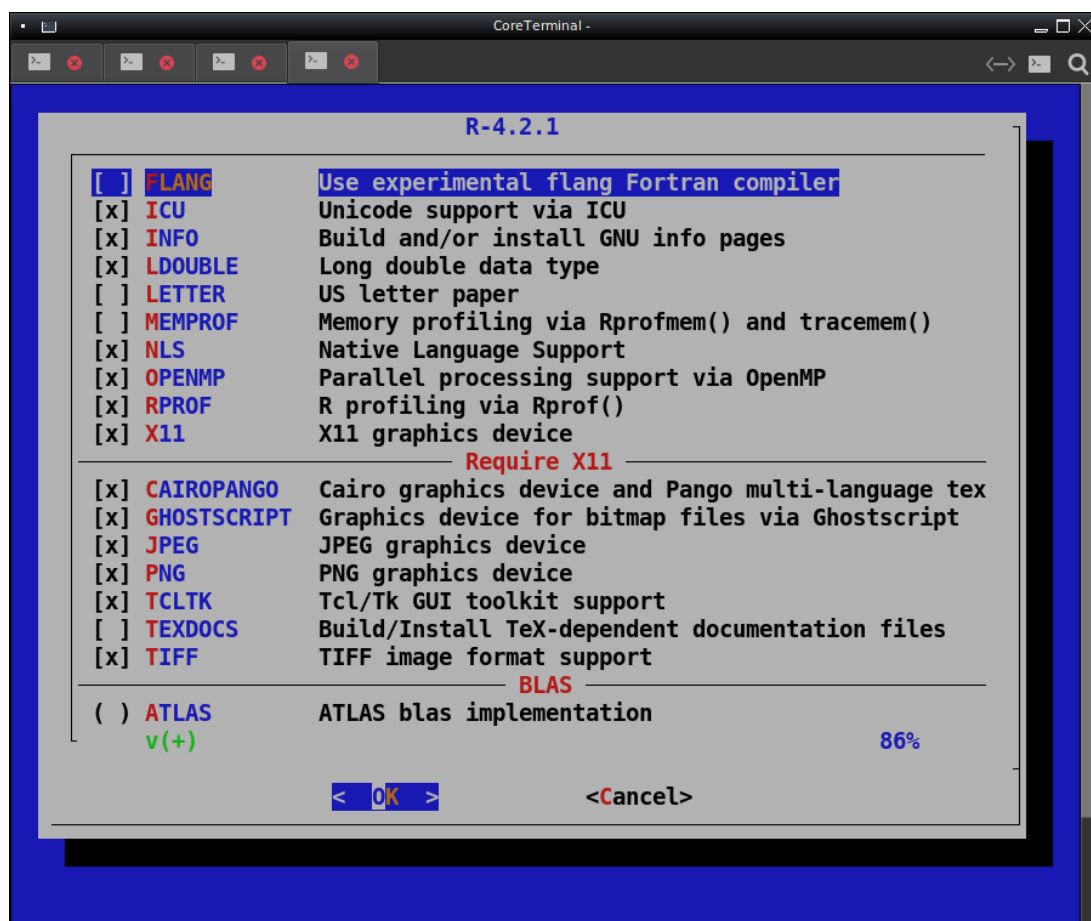 CoreTerminal -
R-4.2.1
[ ] FLANG Use experimental flang Fortran compiler
[x] ICU Unicode support via ICU
[x] INFO Build and/or install GNU info pages
[x] LDOUBLE Long double data type
[ ] LETTER US letter paper
[ ] MEMPROF Memory profiling via Rprofmem() and tracemem()
[x] NLS Native Language Support
[x] OPENMP Parallel processing support via OpenMP
[x] RPROF R profiling via Rprof()
[x] X11 X11 graphics device
Require X11
[x] CAIROPANGO Cairo graphics device and Pango multi-language tex
[x] GHOSTSCRIPT Graphics device for bitmap files via Ghostscript
[x] JPEG JPEG graphics device
[x] PNG PNG graphics device
[x] TCLTK Tcl/Tk GUI toolkit support
[ ] TEXDOCS Build/Install TeX-dependent documentation files
[x] TIFF TIFF image format support
BLAS
( ) ATLAS ATLAS blas implementation
v(+) 86%
< OK > <Cancel>